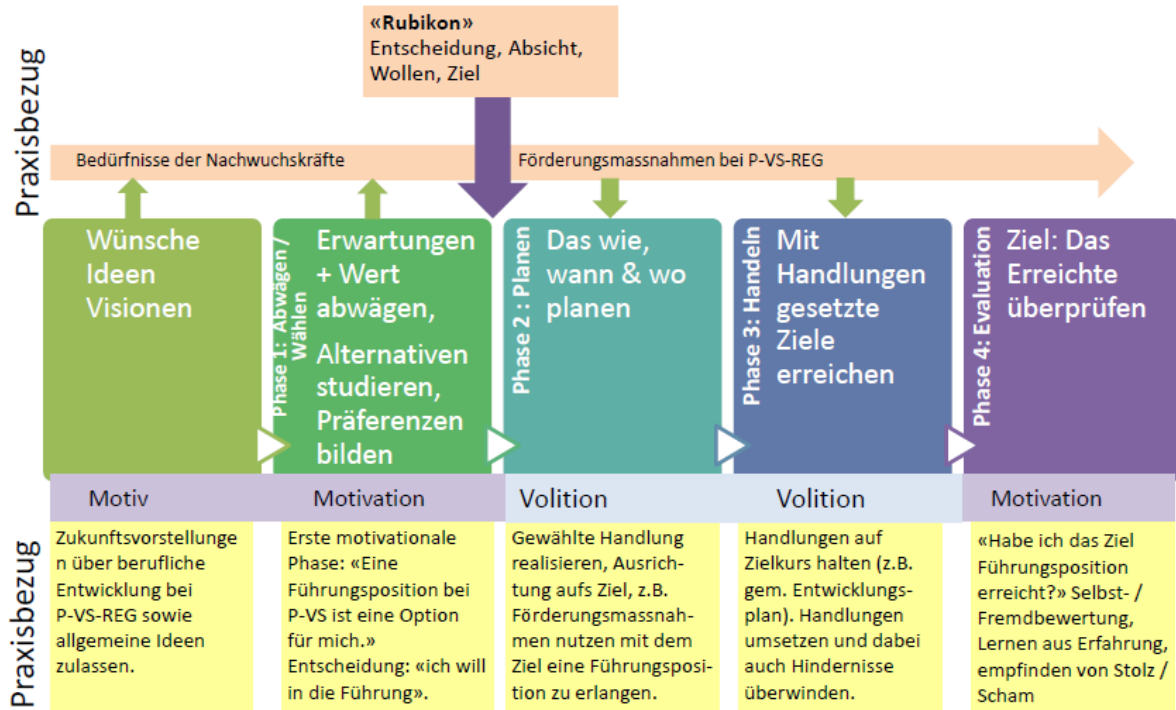 Praxisbezug
«Rubikon»
Entscheidung, Absicht,
Wollen, Ziel
Bedürfnisse der Nachwuchskräfte
Förderungsmassnahmen bei P-VS-REG
Wünsche
Ideen
Visionen
Phase 1: Abwägen /
Wählen
Erwartungen
+ Wert
abwägen,
Alternativen
studieren,
Präferenzen
bilden
Phase 2 : Planen
Das wie,
wann & wo
planen
Phase 3: Handeln
Mit
Handlungen
gesetzte
Ziele
erreichen
Phase 4: Evaluation
Ziel: Das
Erreichte
überprüfen
Motiv
Motivation
Volition
Volition
Motivation
Praxisbezug
Zukunftsvorstellunge
n über berufliche
Entwicklung bei
P-VS-REG sowie
allgemeine Ideen
zulassen.
Erste motivationale
Phase: «Eine
Führungsposition bei
P-VS ist eine Option
für mich.»
Entscheidung: «ich will
in die Führung».
Gewählte Handlung
realisieren, Ausrich-
tung aufs Ziel, z.B.
Förderungsmassnah-
men nutzen mit dem
Ziel eine Führungsposi-
tion zu erlangen.
Handlungen auf
Zielkurs halten (z.B.
gem. Entwicklungs-
plan). Handlungen
umsetzen und dabei
auch Hindernisse
überwinden.
«Habe ich das Ziel
Führungsposition
erreicht?» Selbst- /
Fremdbewertung,
Lernen aus Erfahrung,
empfinden von Stolz /
Scham